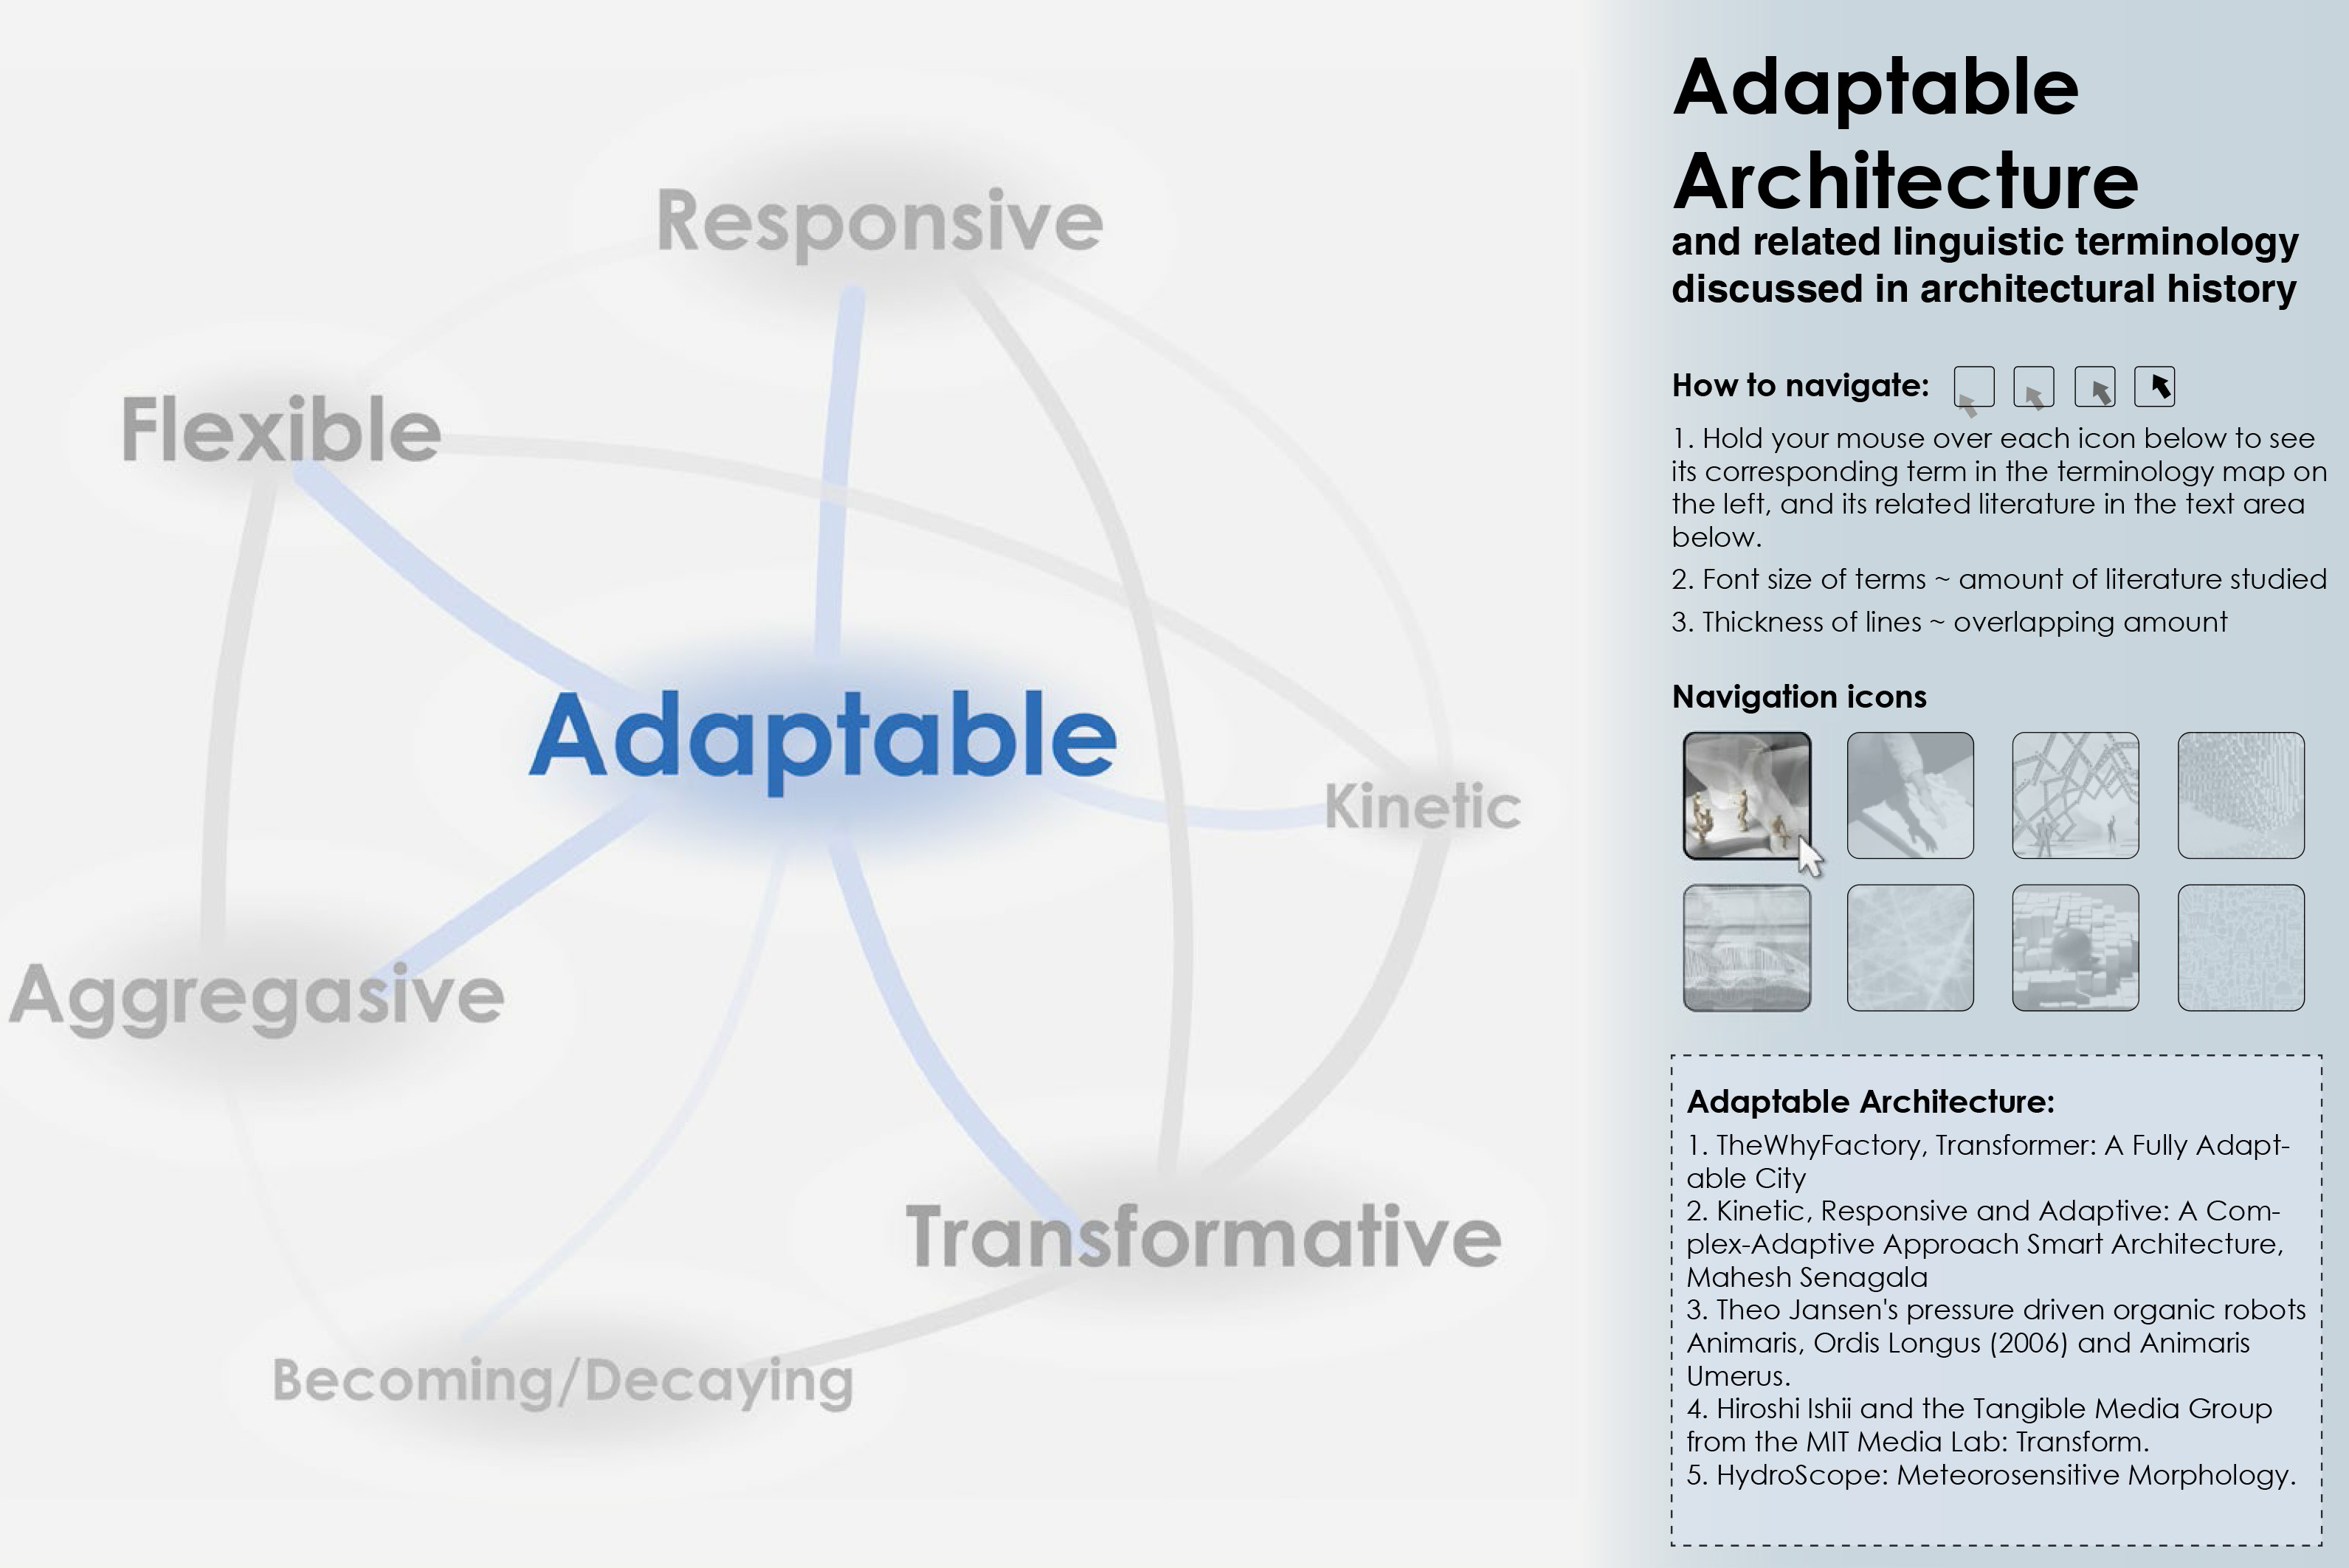 Responsive
Flexible
Adaptable
Kinetic
Aggregasive
Transformative
Becoming/Decaying
Adaptable
Architecture
and related linguistic terminology
discussed in architectural history
How to navigate:
1. Hold your mouse over each icon below to see
its corresponding term in the terminology map on
the left, and its related literature in the text area
below.
2. Font size of terms ~ amount of literature studied
3. Thickness of lines ~ overlapping amount
Navigation icons
Adaptable Architecture:
1. TheWhyFactory, Transformer: A Fully Adapt-
able City
2. Kinetic, Responsive and Adaptive: A Com-
plex-Adaptive Approach Smart Architecture,
Mahesh Senagala
3. Theo Jansen's pressure driven organic robots
Animaris, Ordis Longus (2006) and Animaris
Umerus.
4. Hiroshi Ishii and the Tangible Media Group
from the MIT Media Lab: Transform.
5. HydroScope: Meteorosensitive Morphology.